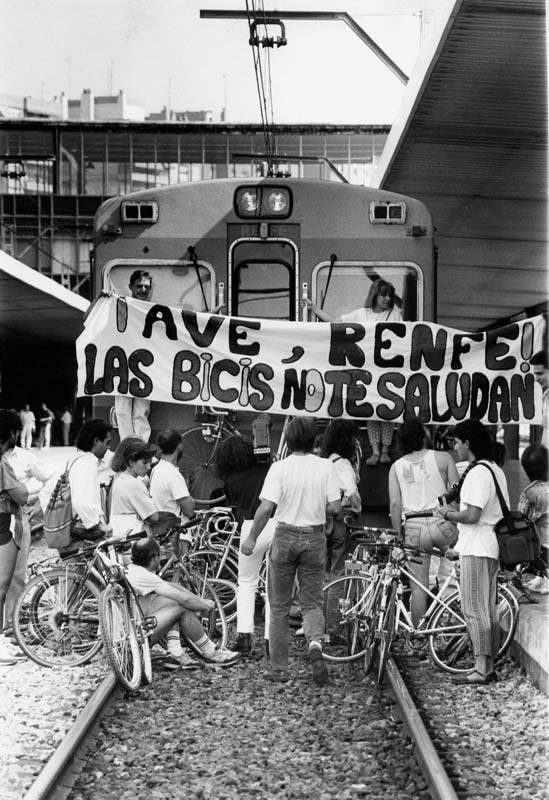 ¡AVE, RENFE!
LAS BICIS NO TE SALUDAN